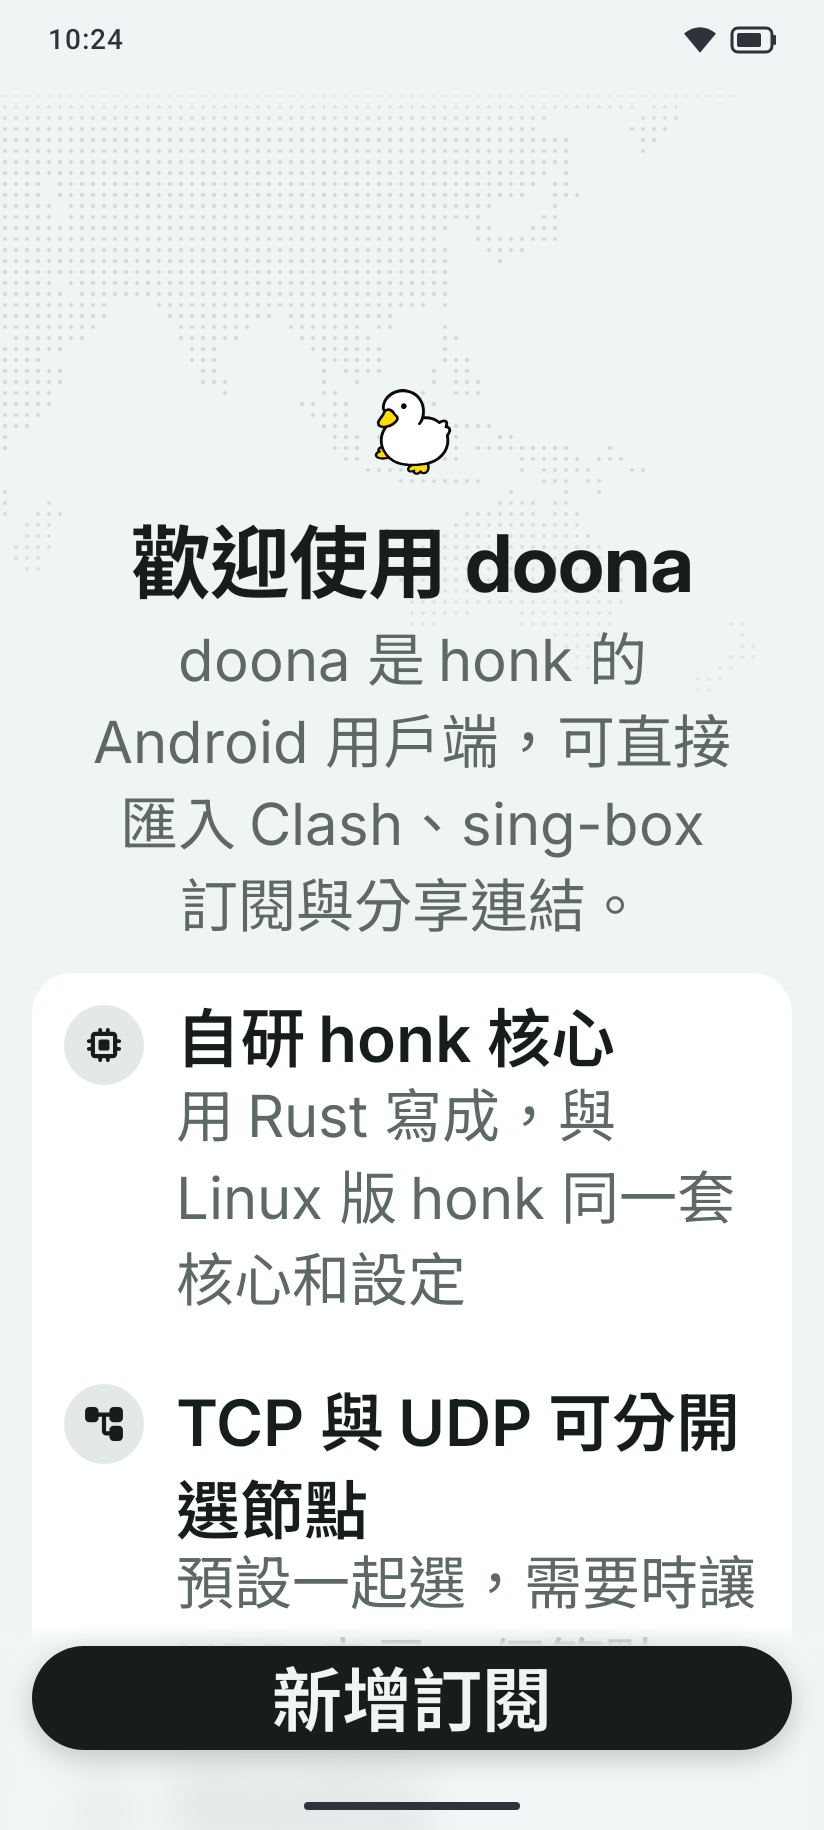 10:24
歡迎使用 doona
doona 是 honk 的
Android 用戶端，可直接
匯入 Clash、sing-box
訂閱與分享連結。
自研 honk 核心
用 Rust 寫成，與
Linux 版 honk 同一套
核心和設定
TCP 與 UDP 可分開
選節點
預設一起選，需要時讓
新增訂閱